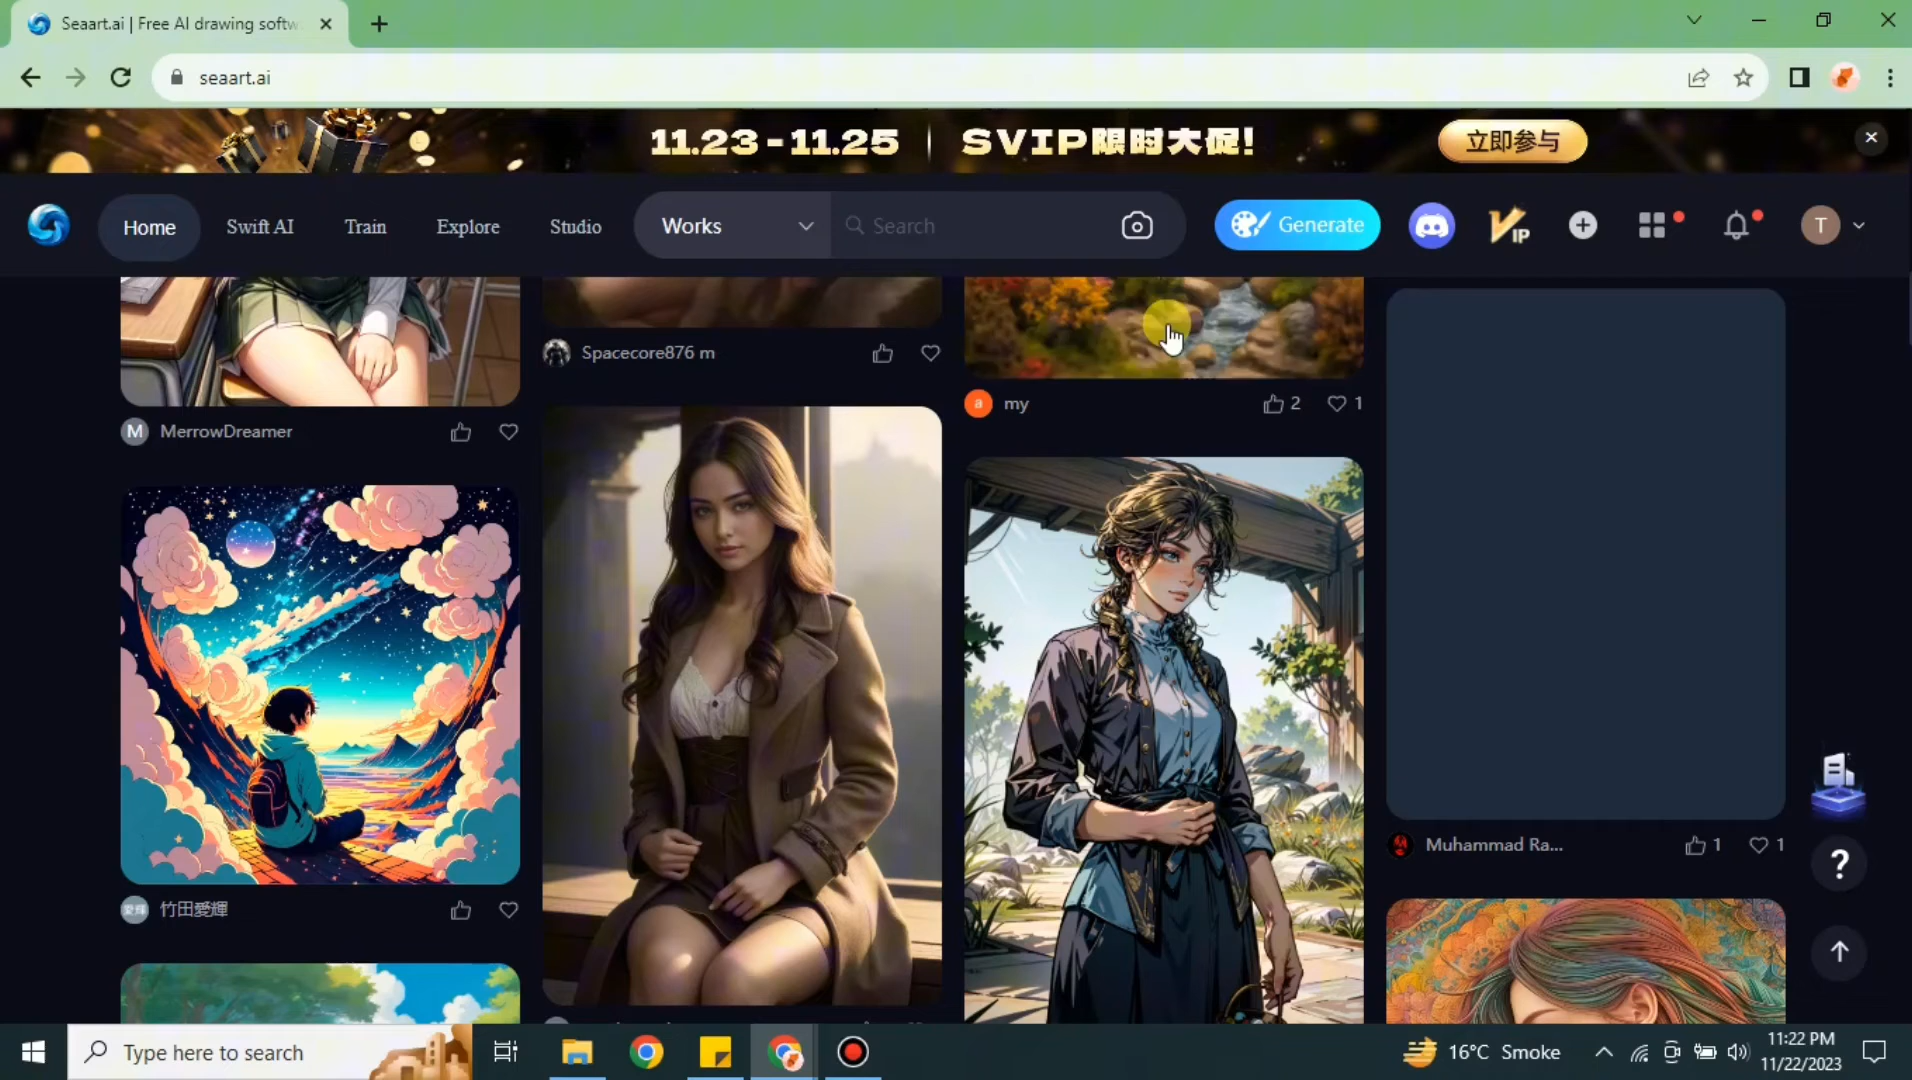 Seaart.ai | Free AI drawing softw
seaart.ai
11.23-11.25 | SVIP限时大促!
立即参与
Home
Swift AI
Train
Explore
Studio
Works
Search
Generate
VIP
T
Spacecore876 m
a my 2 1
M MerrowDreamer
Muhammad Ra... 1 1
竹田愛輝
?
Type here to search
16°C Smoke
11:22 PM
11/22/2023